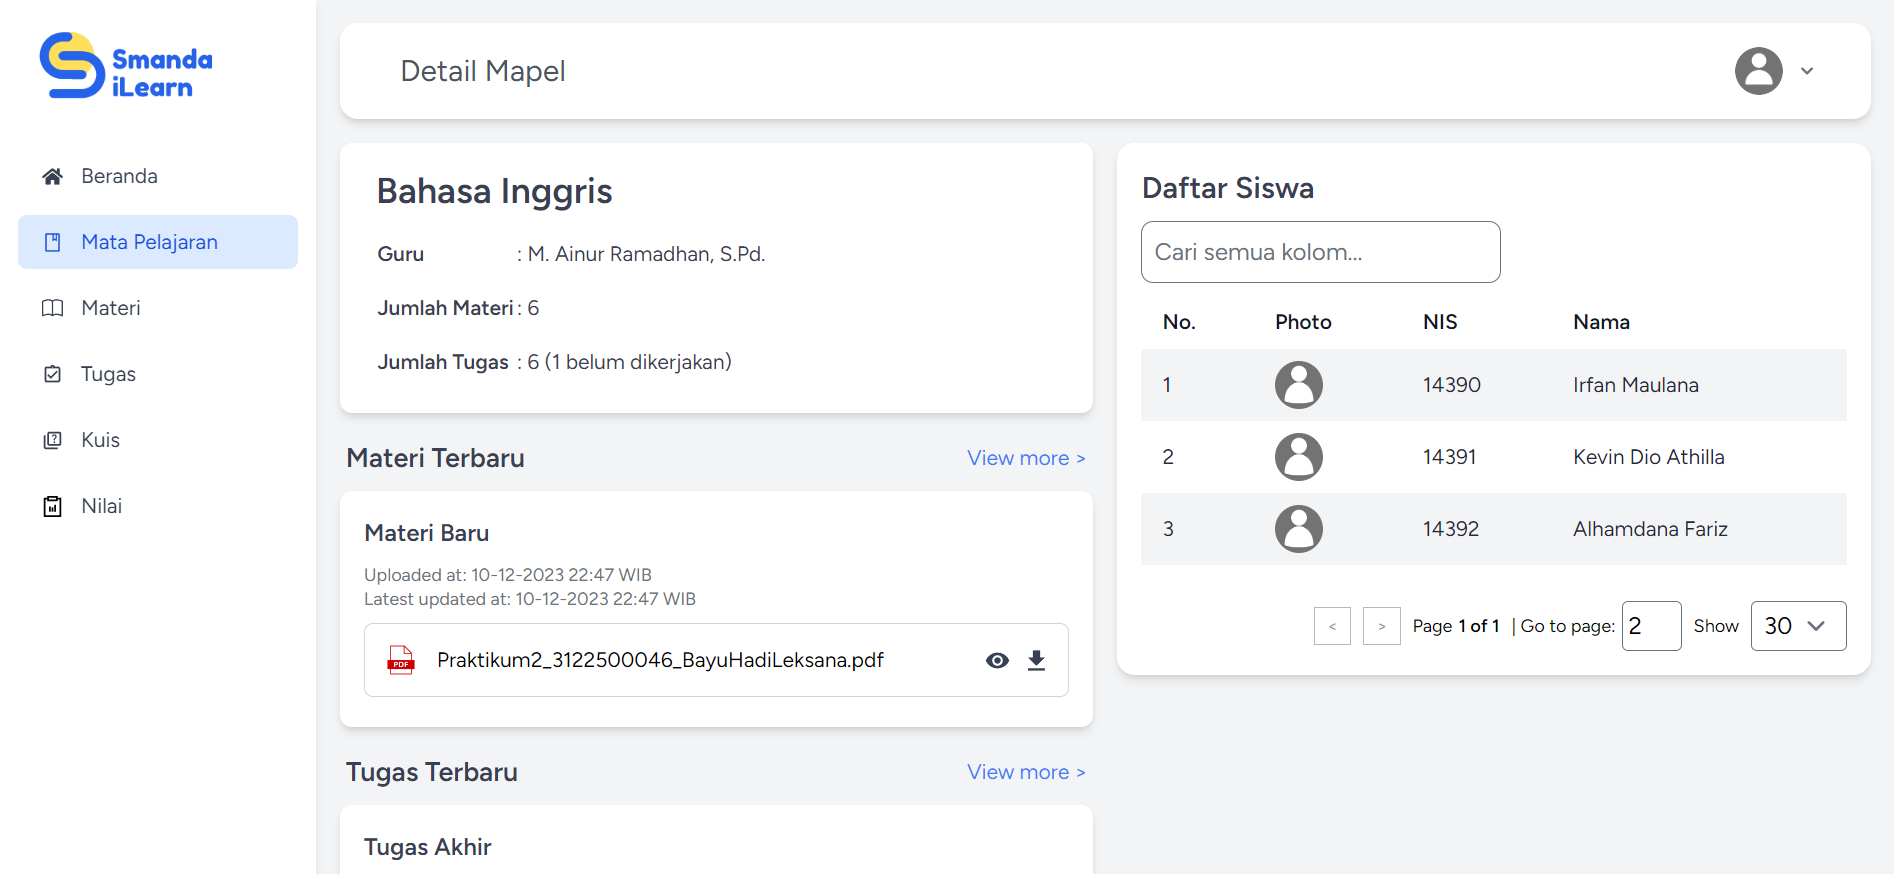 Smanda
iLearn
Beranda
Mata Pelajaran
Materi
Tugas
Kuis
Nilai
Detail Mapel
Bahasa Inggris
Guru : M. Ainur Ramadhan, S.Pd.
Jumlah Materi : 6
Jumlah Tugas : 6 (1 belum dikerjakan)
Materi Terbaru View more >
Materi Baru
Uploaded at: 10-12-2023 22:47 WIB
Latest updated at: 10-12-2023 22:47 WIB
PDF Praktikum2_3122500046_BayuHadiLeksana.pdf
Tugas Terbaru View more >
Tugas Akhir
Daftar Siswa
Cari semua kolom...
No. Photo NIS Nama
1 14390 Irfan Maulana
2 14391 Kevin Dio Athilla
3 14392 Alhamdana Fariz
< > Page 1 of 1 | Go to page: 2 Show 30